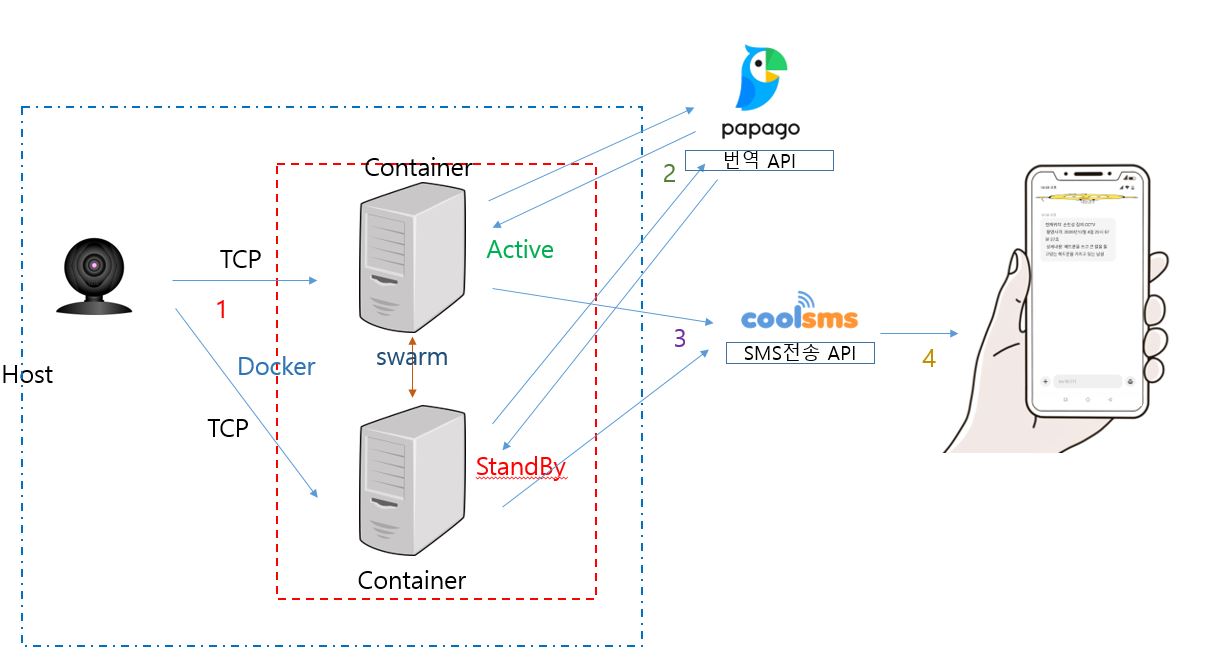 papago
번역 API
Container
2
TCP
Active
1
coolsms
3
swarm
SMS전송 API
4
Docker
Host
TCP
StandBy
Container